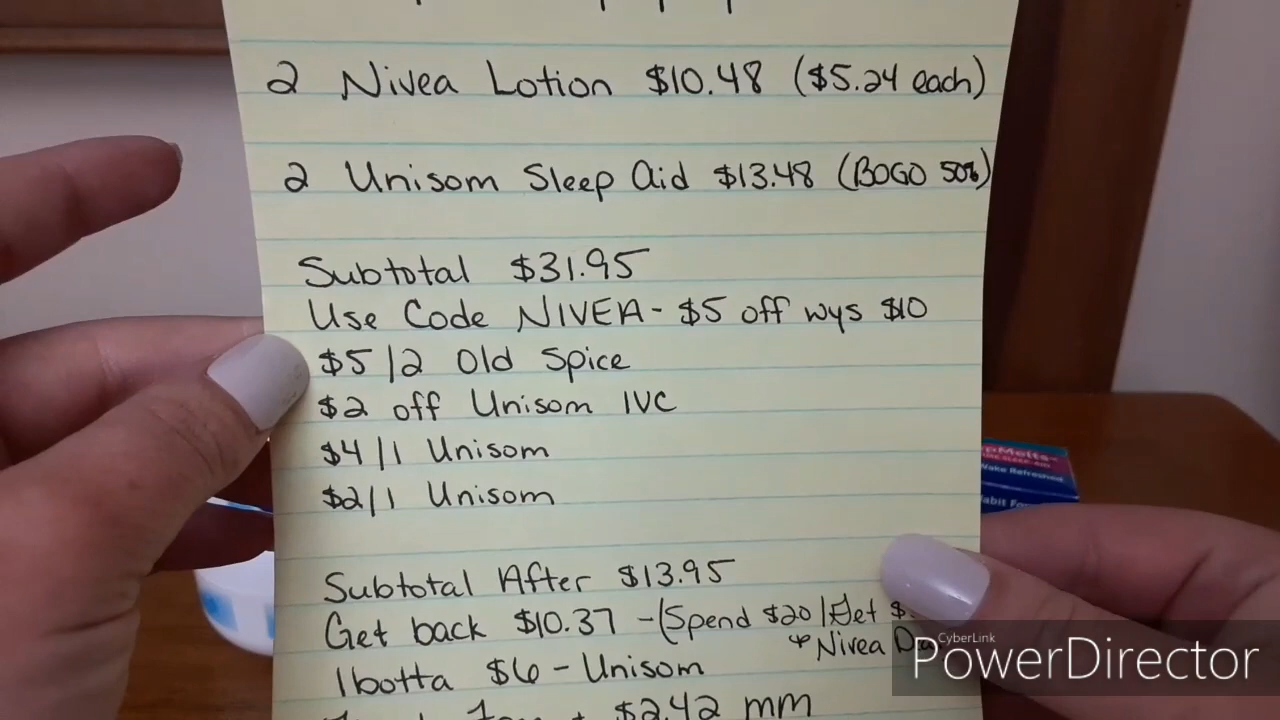 2 Nivea Lotion $10.48 ($5.24 each)
2 Unisom Sleep Aid $13.48 (BOGO 50%)
Subtotal $31.95
Use Code NIVEA - $5 off wys $10
$5/2 Old Spice
$2 off Unisom IVC
$4/1 Unisom
$2/1 Unisom
Subtotal After $13.95
Get back $10.37 - (Spend $20/Get $
+ Nivea
Ibotta $6 - Unisom
+ $2.42 mm
Wake Refreshed
CyberLink
PowerDirector